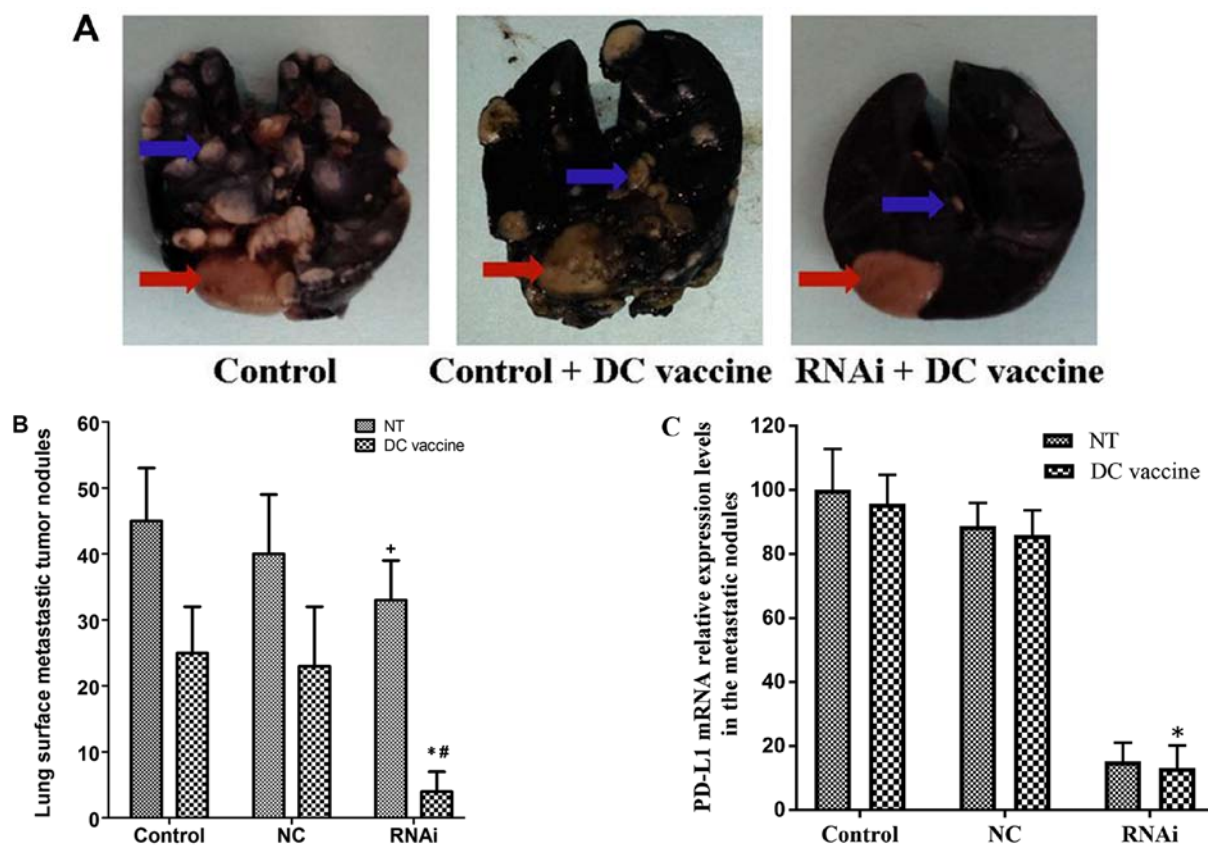 A
Control
Control + DC vaccine
RNAi + DC vaccine
B
Lung surface metastastic tumor nodules
60
50
40
30
20
10
0
NT
DC vaccine
+
*#
Control
NC
RNAi
C
PD-L1 mRNA relative expression levels
in the metastatic nodules
120
100
80
60
40
20
0
NT
DC vaccine
*
Control
NC
RNAi